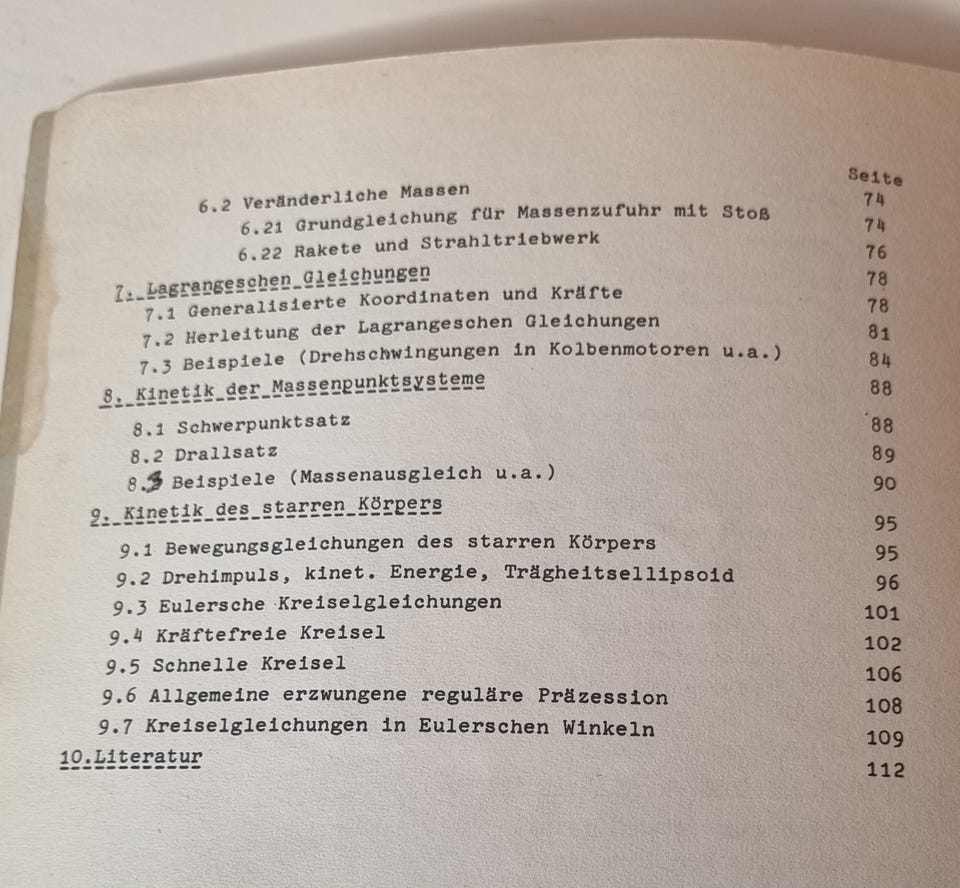 Seite
6.2 Veränderliche Massen 74
6.21 Grundgleichung für Massenzufuhr mit Stoß 74
6.22 Rakete und Strahltriebwerk 76
7. Lagrangeschen Gleichungen 78
7.1 Generalisierte Koordinaten und Kräfte 78
7.2 Herleitung der Lagrangeschen Gleichungen 81
7.3 Beispiele (Drehschwingungen in Kolbenmotoren u.a.) 84
8. Kinetik der Massenpunktsysteme 88
8.1 Schwerpunktsatz 88
8.2 Drallsatz 89
8.3 Beispiele (Massenausgleich u.a.) 90
9. Kinetik des starren Körpers 95
9.1 Bewegungsgleichungen des starren Körpers 95
9.2 Drehimpuls, kinet. Energie, Trägheitsellipsoid 96
9.3 Eulersche Kreiselgleichungen 101
9.4 Kräftefreie Kreisel 102
9.5 Schnelle Kreisel 106
9.6 Allgemeine erzwungene reguläre Präzession 108
9.7 Kreiselgleichungen in Eulerschen Winkeln 109
10.Literatur 112